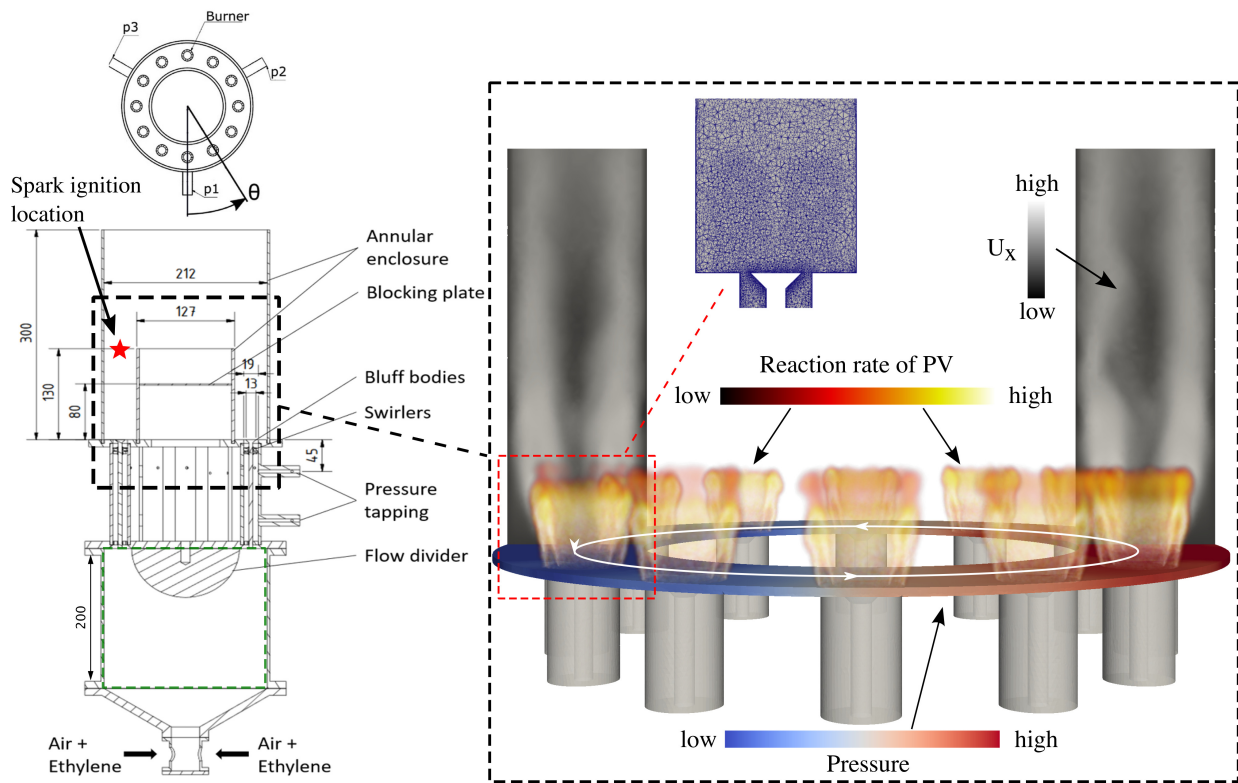 p3
Burner
p2
p1
θ
Spark ignition
location
Annular
enclosure
212
Blocking plate
127
300
130
80
19
13
Bluff bodies
Swirlers
45
Pressure
tapping
Flow divider
200
Air +
Ethylene
Air +
Ethylene
high
Ux
low
Reaction rate of PV
low
high
low
high
Pressure